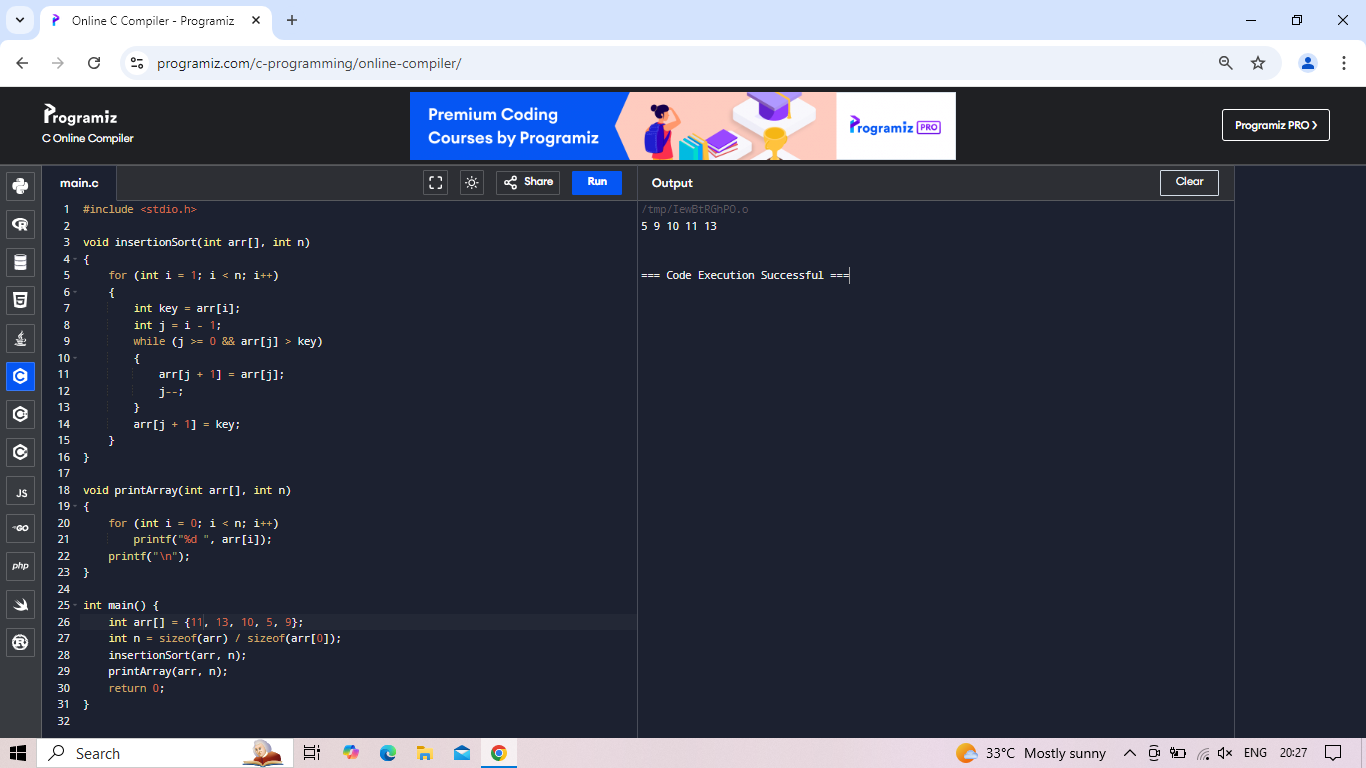 Online C Compiler - Programiz
programiz.com/c-programming/online-compiler/
Programiz
C Online Compiler
Premium Coding
Courses by Programiz
Programiz PRO
Programiz PRO >
main.c
Share
Run
Output
Clear
1 #include <stdio.h>
2
3 void insertionSort(int arr[], int n)
4 {
5     for (int i = 1; i < n; i++)
6     {
7         int key = arr[i];
8         int j = i - 1;
9         while (j >= 0 && arr[j] > key)
10         {
11             arr[j + 1] = arr[j];
12             j--;
13         }
14         arr[j + 1] = key;
15     }
16 }
17
18 void printArray(int arr[], int n)
19 {
20     for (int i = 0; i < n; i++)
21         printf("%d ", arr[i]);
22     printf("\n");
23 }
24
25 int main() {
26     int arr[] = {11, 13, 10, 5, 9};
27     int n = sizeof(arr) / sizeof(arr[0]);
28     insertionSort(arr, n);
29     printArray(arr, n);
30     return 0;
31 }
32
/tmp/IewBtRGhPO.o
5 9 10 11 13
=== Code Execution Successful ===
JS
GO
php
Search
33°C Mostly sunny
ENG
20:27